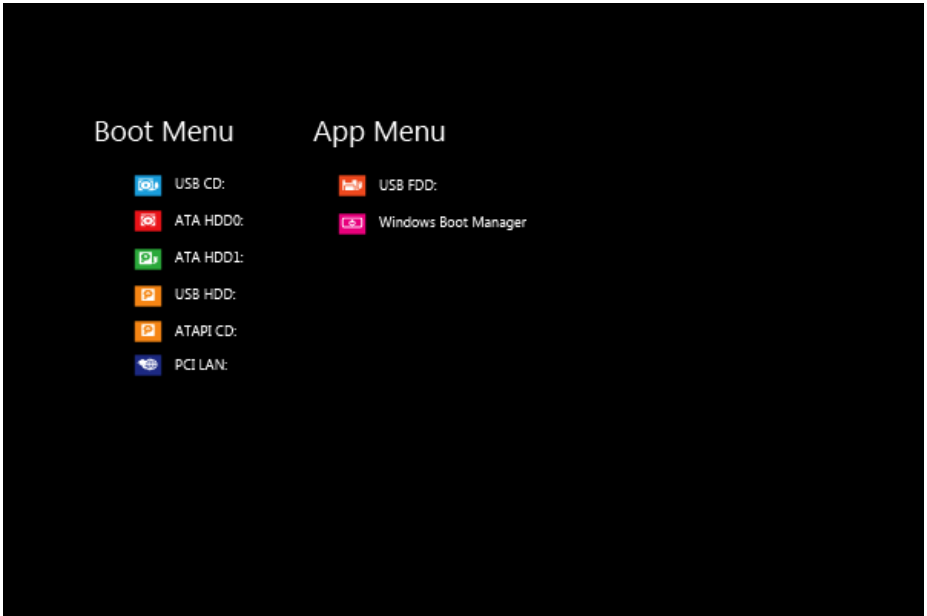 Boot Menu
USB CD:
ATA HDD0:
ATA HDD1:
USB HDD:
ATAPI CD:
PCI LAN:
App Menu
USB FDD:
Windows Boot Manager